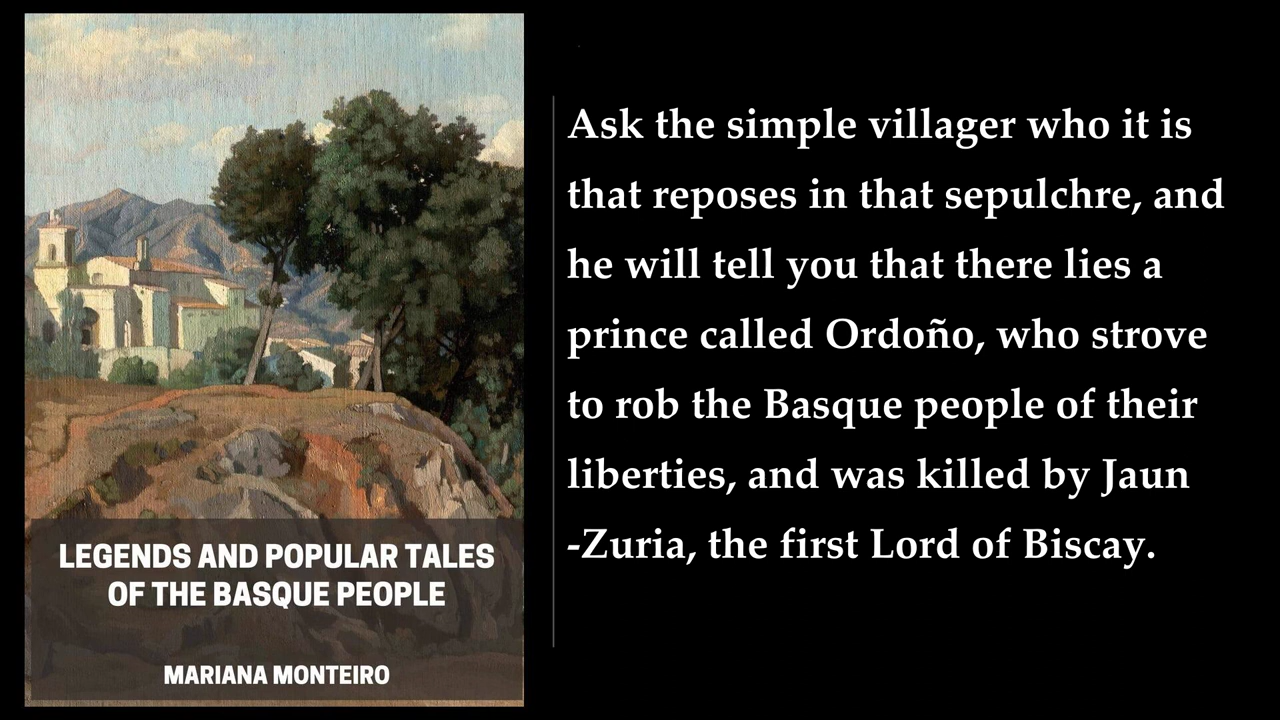 Ask the simple villager who it is
that reposes in that sepulchre, and
he will tell you that there lies a
prince called Ordoño, who strove
to rob the Basque people of their
liberties, and was killed by Jaun
-Zuria, the first Lord of Biscay.
LEGENDS AND POPULAR TALES
OF THE BASQUE PEOPLE
MARIANA MONTEIRO